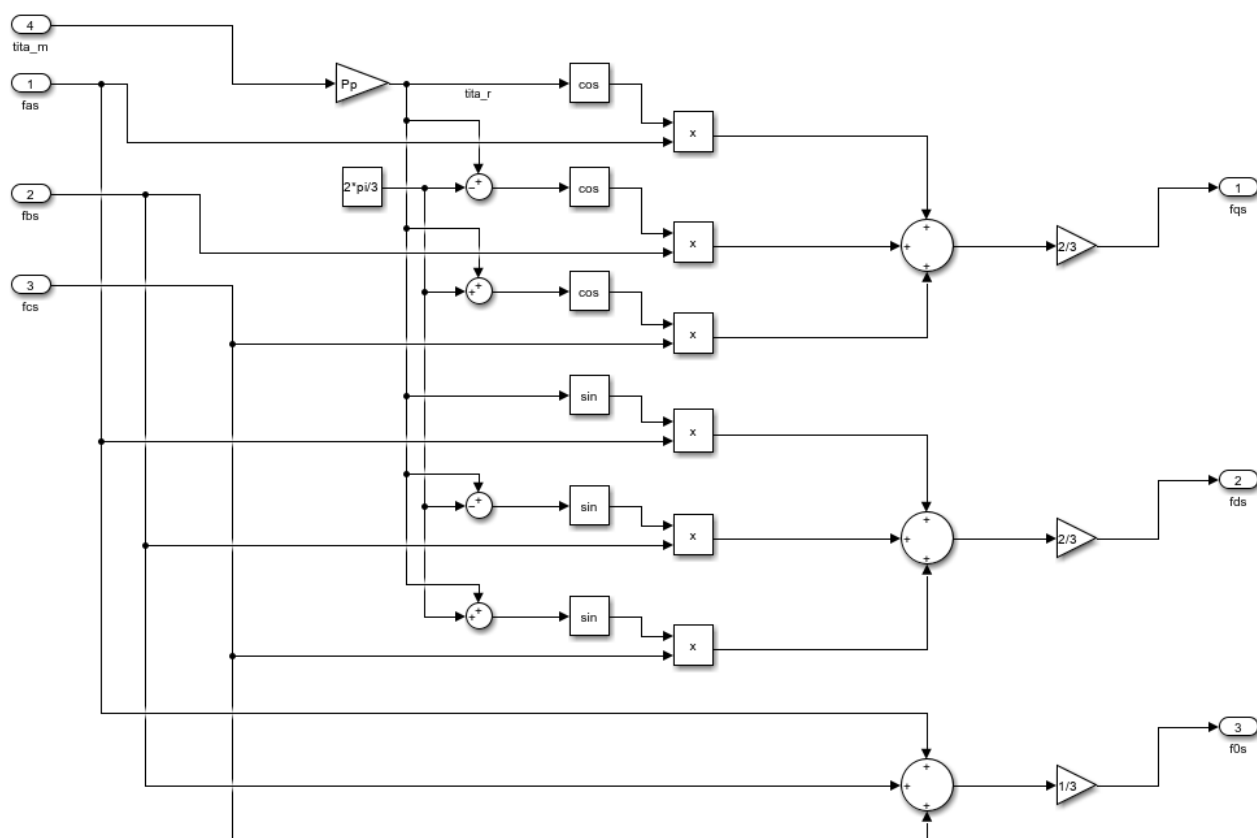 4
tita_m
1
fas
Pp
tita_r
cos
x
2
fbs
2*pi/3
+
−
cos
x
3
fcs
+
+
cos
x
+
+
+
2/3
1
fqs
sin
x
+
−
sin
x
+
+
sin
x
+
+
+
2/3
2
fds
+
+
+
1/3
3
f0s